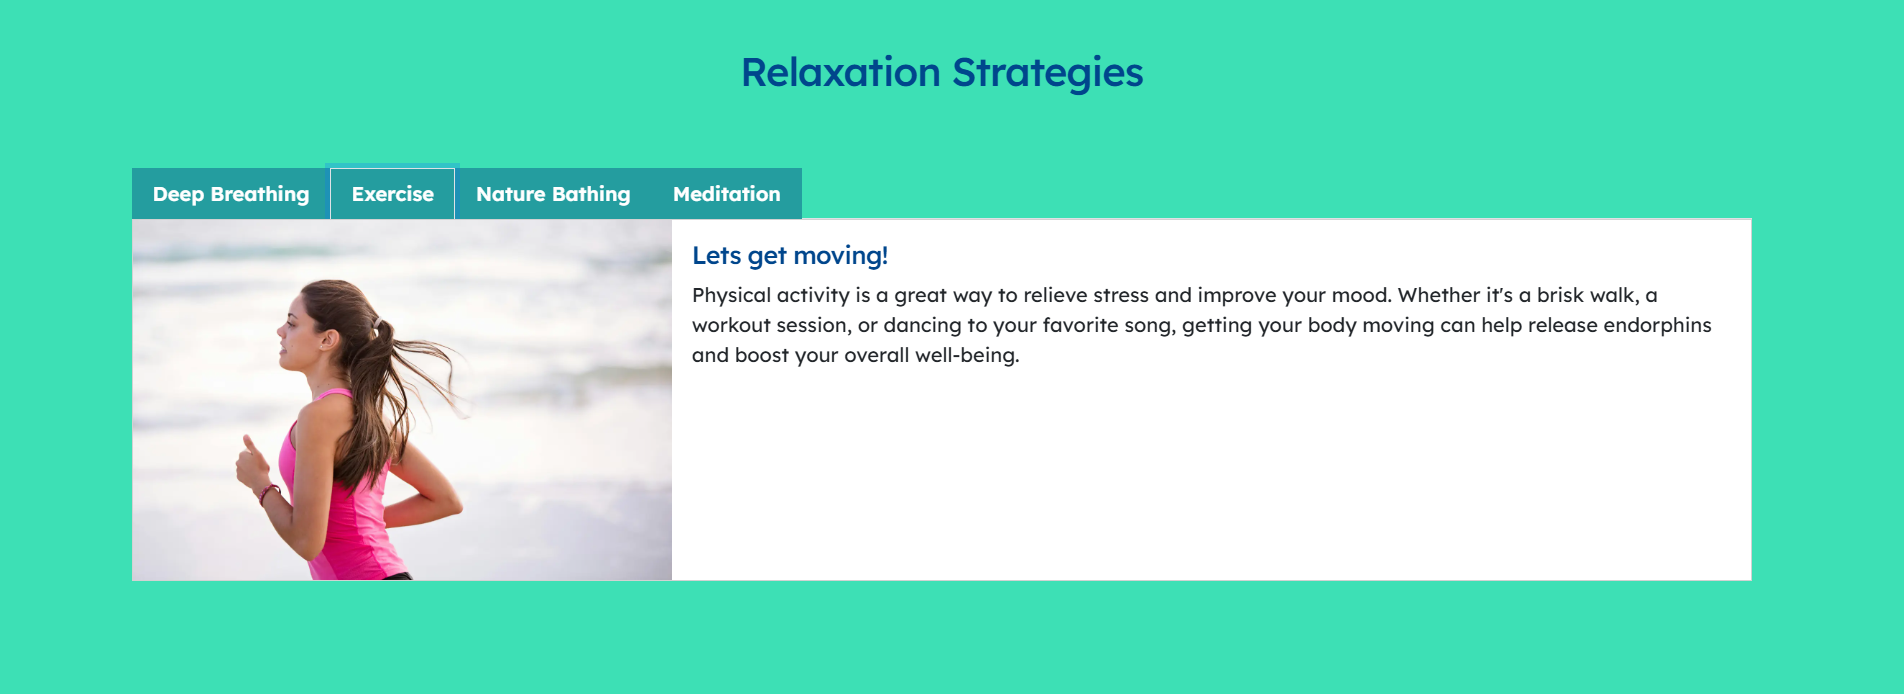 Relaxation Strategies
Deep Breathing Exercise Nature Bathing Meditation
Lets get moving!
Physical activity is a great way to relieve stress and improve your mood. Whether it's a brisk walk, a
workout session, or dancing to your favorite song, getting your body moving can help release endorphins
and boost your overall well-being.